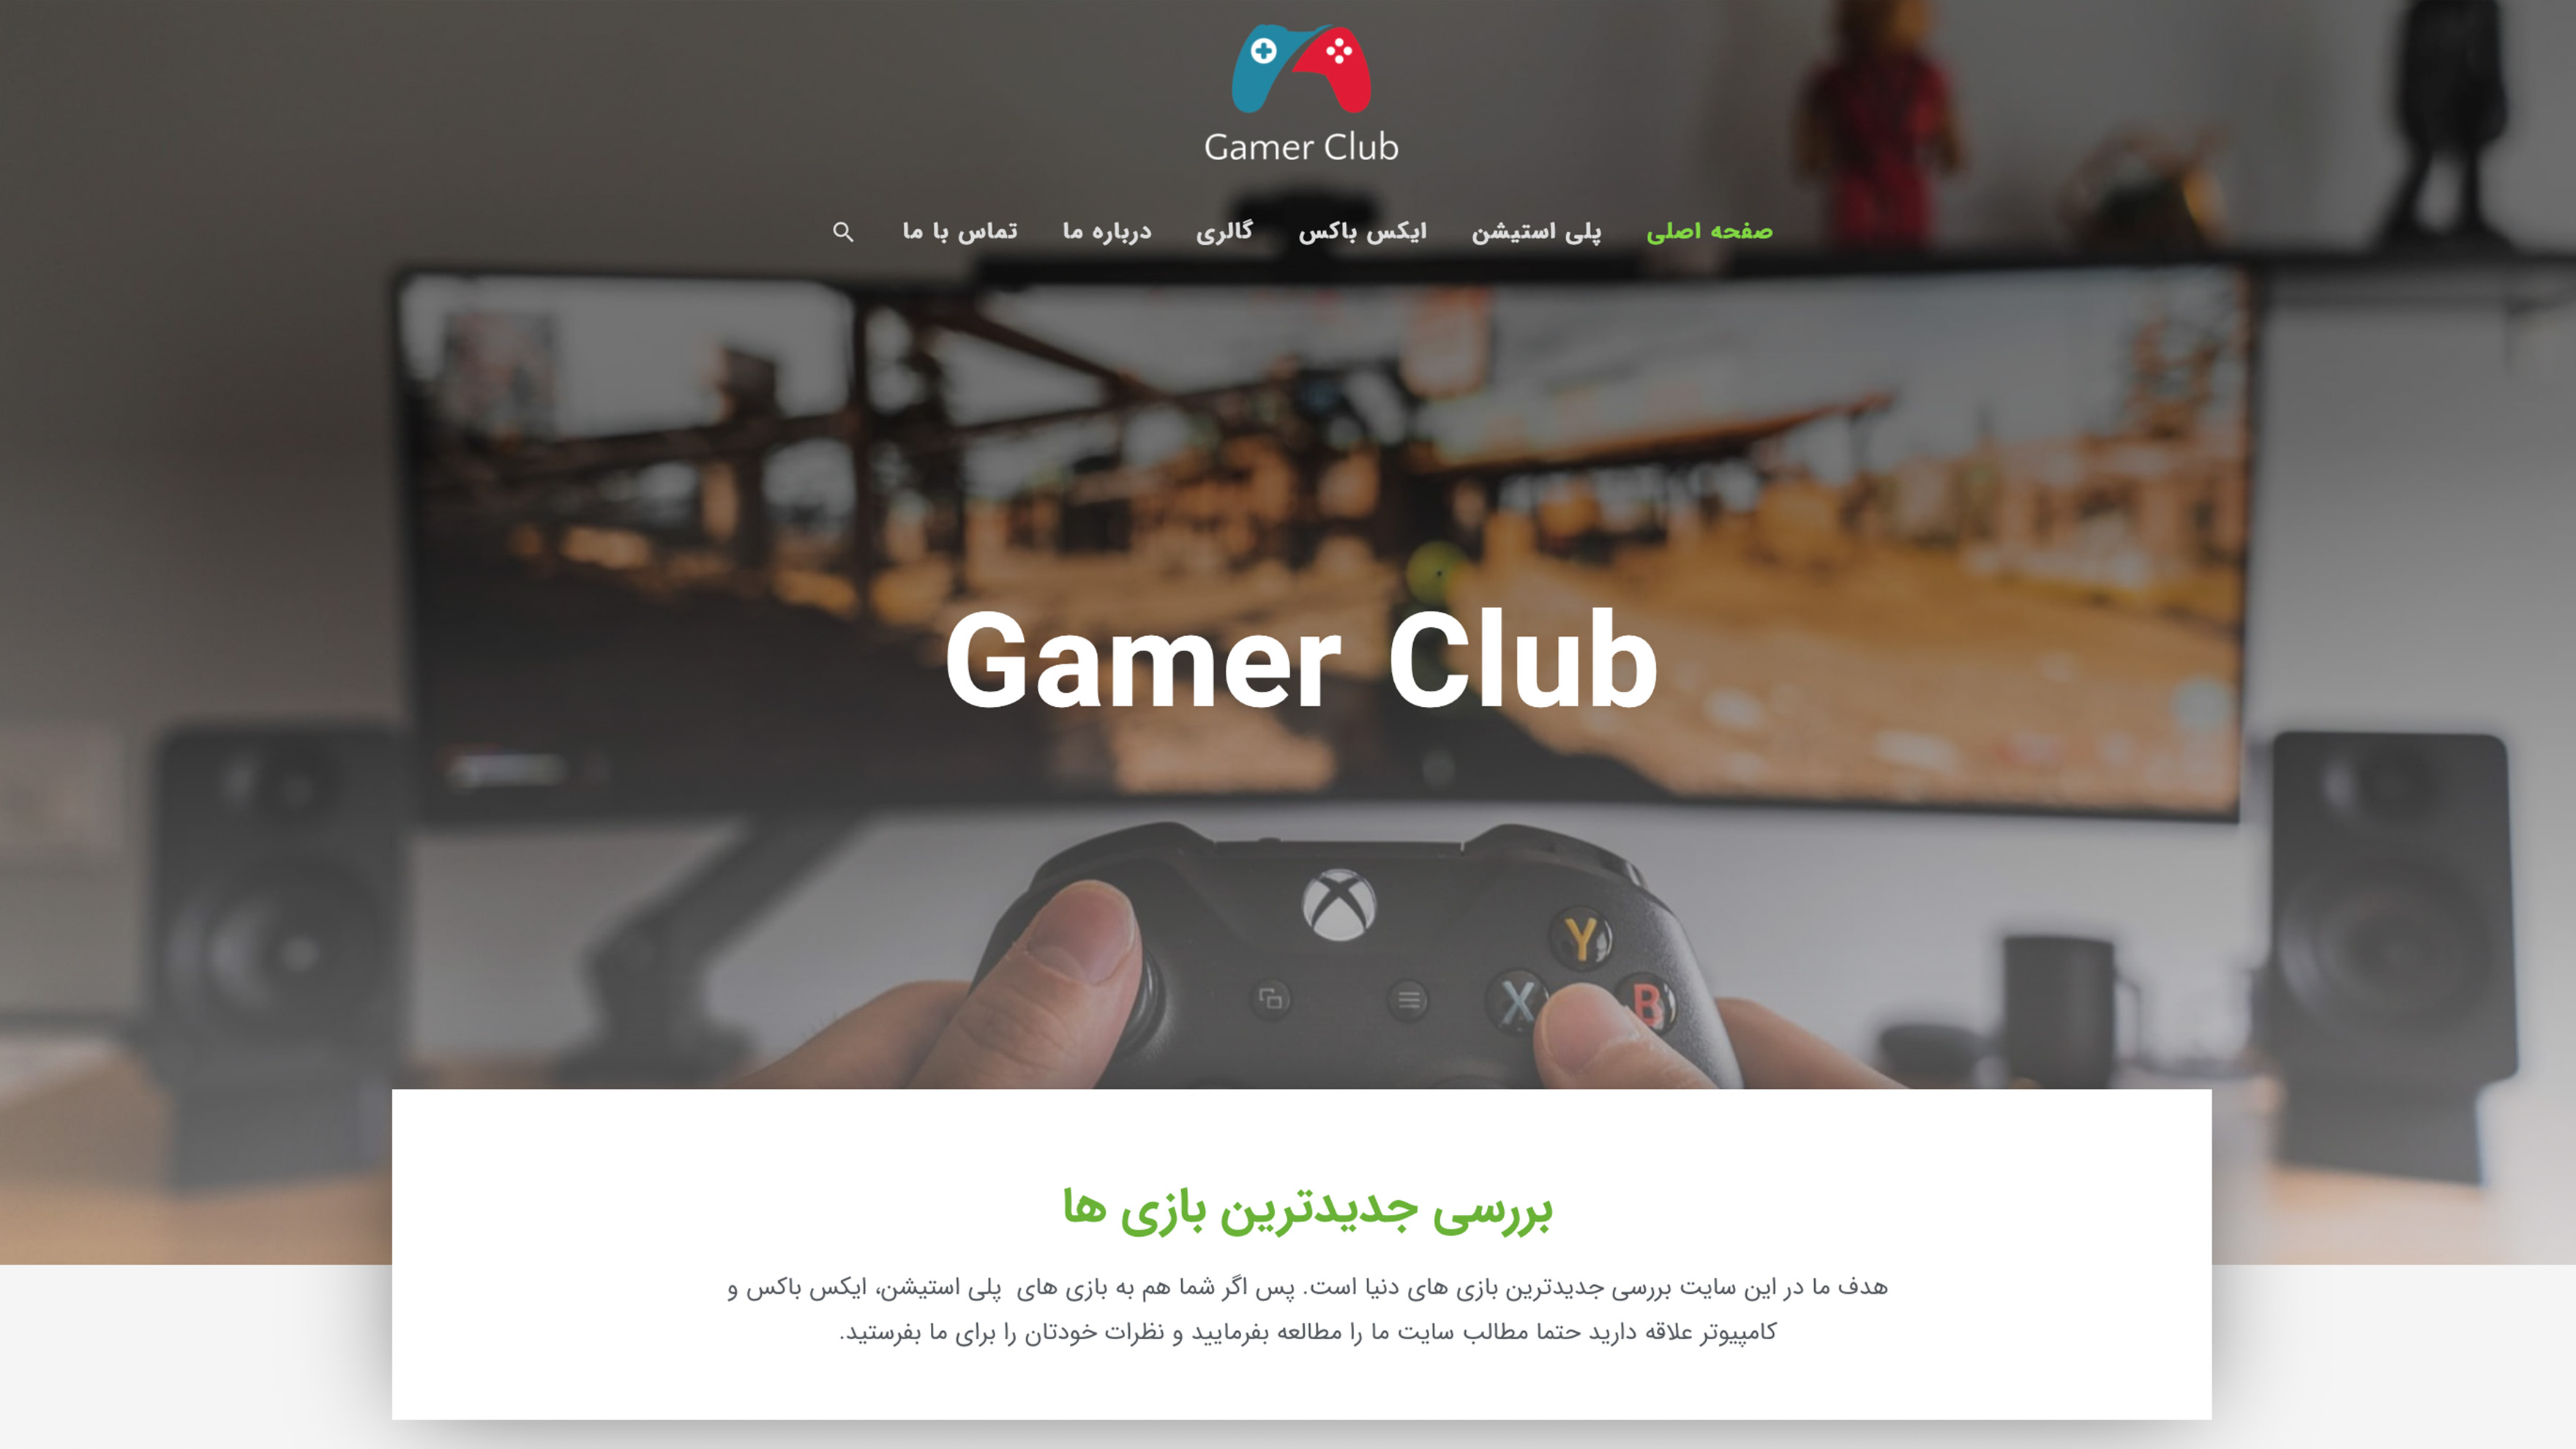 Gamer Club
صفحه اصلی
پلی استیشن
ایکس باکس
گالری
درباره ما
تماس با ما
Gamer Club
Y
X
B
بررسی جدیدترین بازی ها
هدف ما در این سایت بررسی جدیدترین بازی های دنیا است. پس اگر شما هم به بازی های پلی استیشن، ایکس باکس و
کامپیوتر علاقه دارید حتما مطالب سایت ما را مطالعه بفرمایید و نظرات خودتان را برای ما بفرستید.